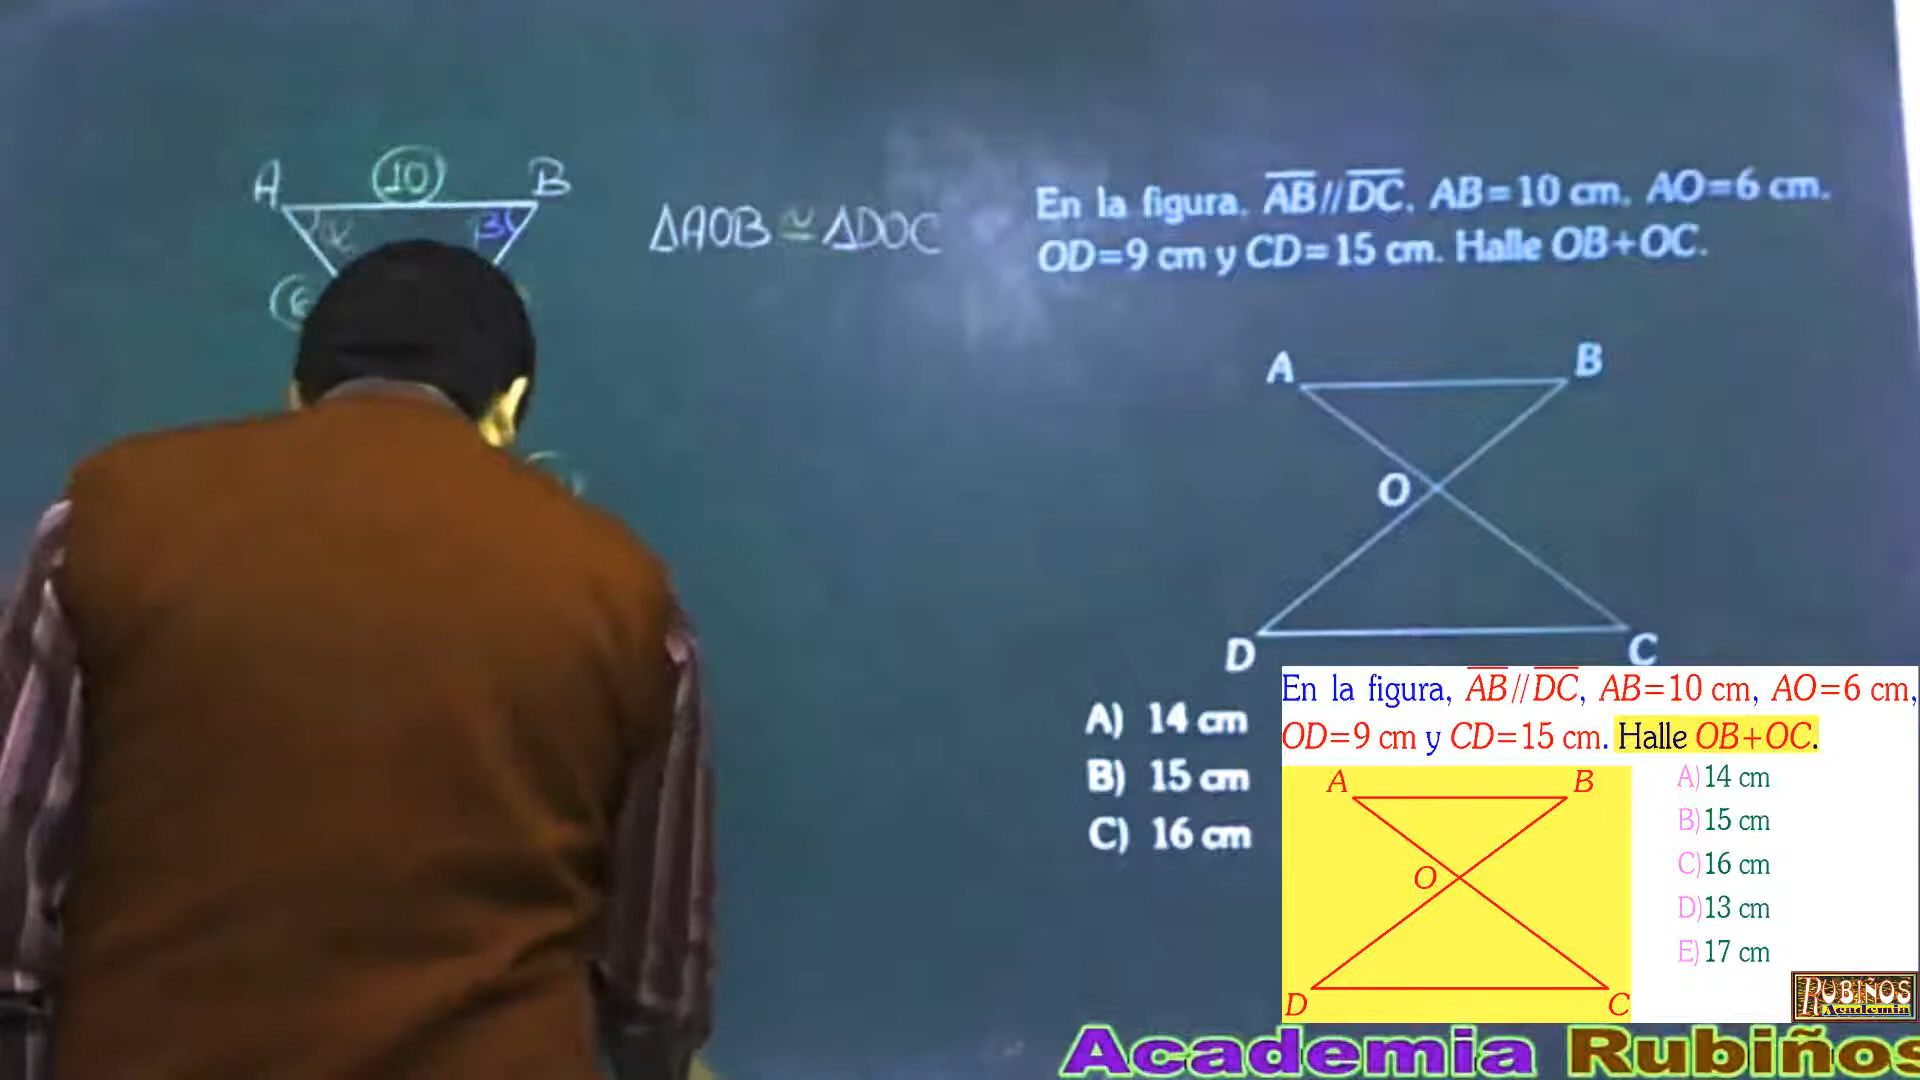 A 10 B
α β
6
ΔAOB ≅ ΔDOC
En la figura, AB//DC, AB=10 cm, AO=6 cm,
OD=9 cm y CD=15 cm. Halle OB+OC.
A B
O
D C
A) 14 cm
B) 15 cm
C) 16 cm
En la figura, AB//DC, AB=10 cm, AO=6 cm,
OD=9 cm y CD=15 cm. Halle OB+OC.
A B
O
D C
A) 14 cm
B) 15 cm
C) 16 cm
D) 13 cm
E) 17 cm
RUBIÑOS
Academia
Academia Rubiños